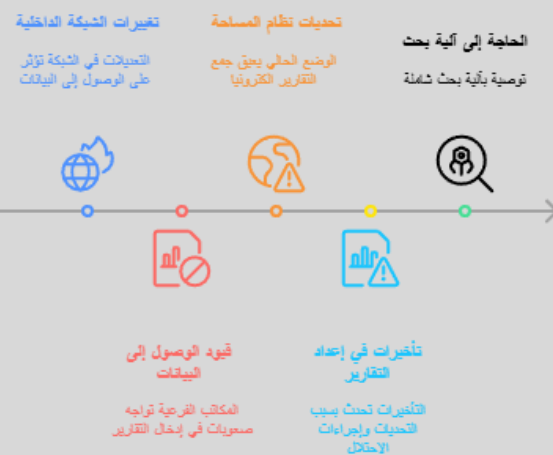 تغييرات الشبكة الداخلية
التعديلات في الشبكة تؤثر
على الوصول إلى البيانات
قيود الوصول إلى
البيانات
المكاتب الفرعية تواجه
صعوبات في إدخال التقارير
تحديات نظام المساحة
الوضع الحالي يعيق جمع
التقارير الكترونيا
تأخيرات في إعداد
التقارير
التأخيرات تحدث بسبب
التحديات وإجراءات
الإحتلال
الحاجة إلى آلية بحث
توصية بآلية بحث شاملة